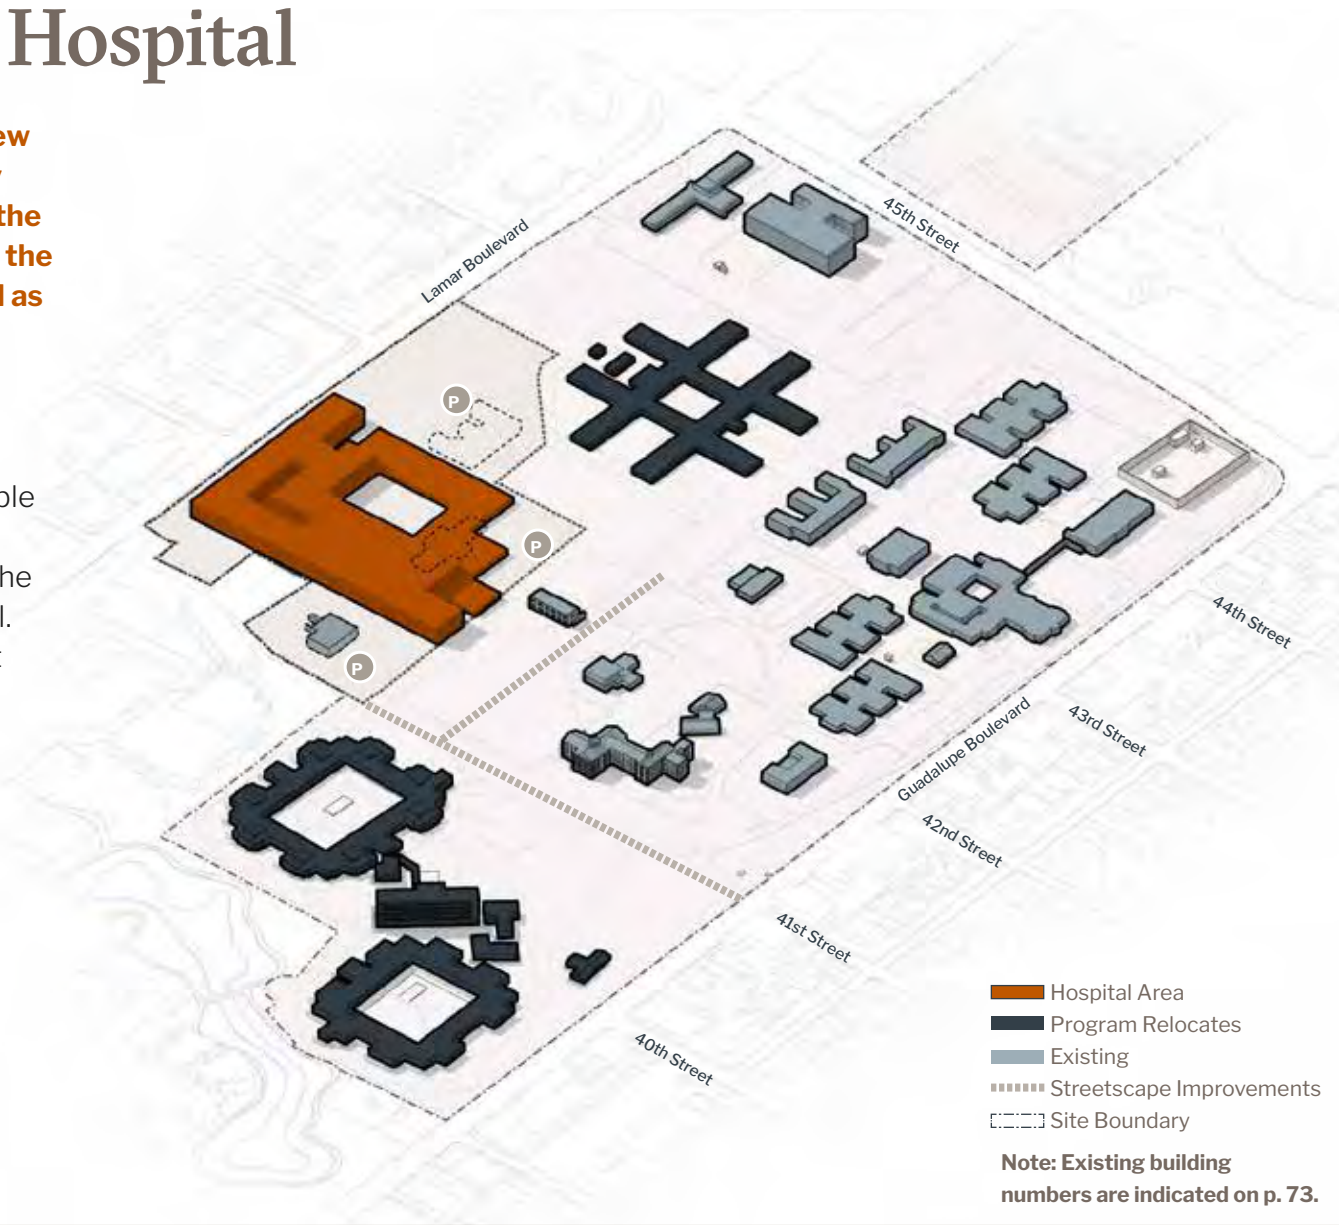 Hospital
the
the
as
he
45th Street
Lamar Boulevard
P
P
P
44th Street
43rd Street
Guadalupe Boulevard
42nd Street
41st Street
40th Street
Hospital Area
Program Relocates
Existing
Streetscape Improvements
Site Boundary
Note: Existing building
numbers are indicated on p. 73.